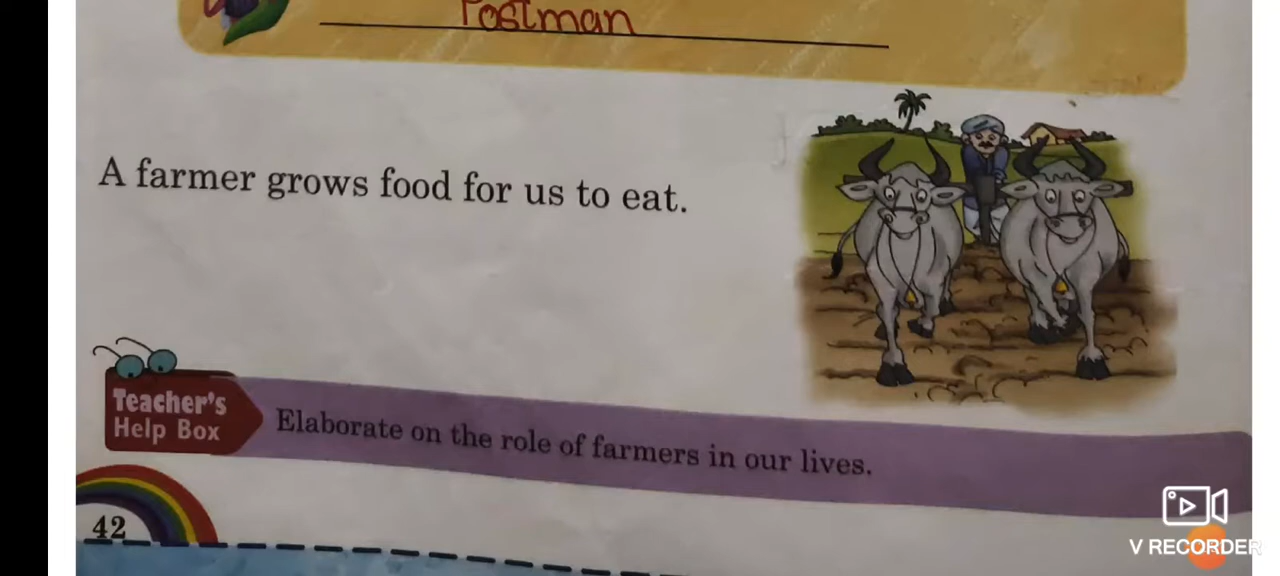 Postman
A farmer grows food for us to eat.
Teacher's
Help Box
Elaborate on the role of farmers in our lives.
42
V RECORDER